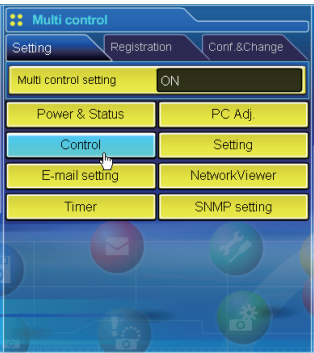 Multi control
Setting Registration Conf.&Change
Multi control setting ON
Power & Status PC Adj.
Control Setting
E-mail setting NetworkViewer
Timer SNMP setting